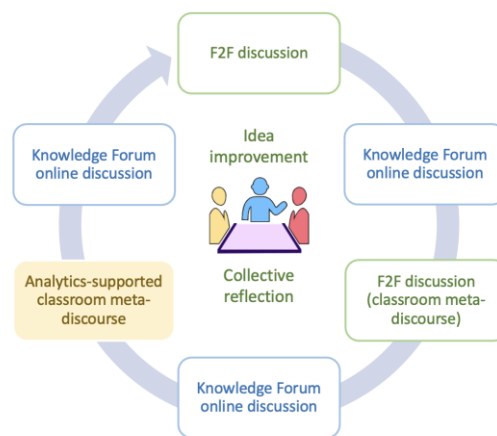 F2F discussion
Idea
improvement
Knowledge Forum
online discussion
Knowledge Forum
online discussion
Analytics-supported
classroom meta-
discourse
Collective
reflection
F2F discussion
(classroom meta-
discourse)
Knowledge Forum
online discussion